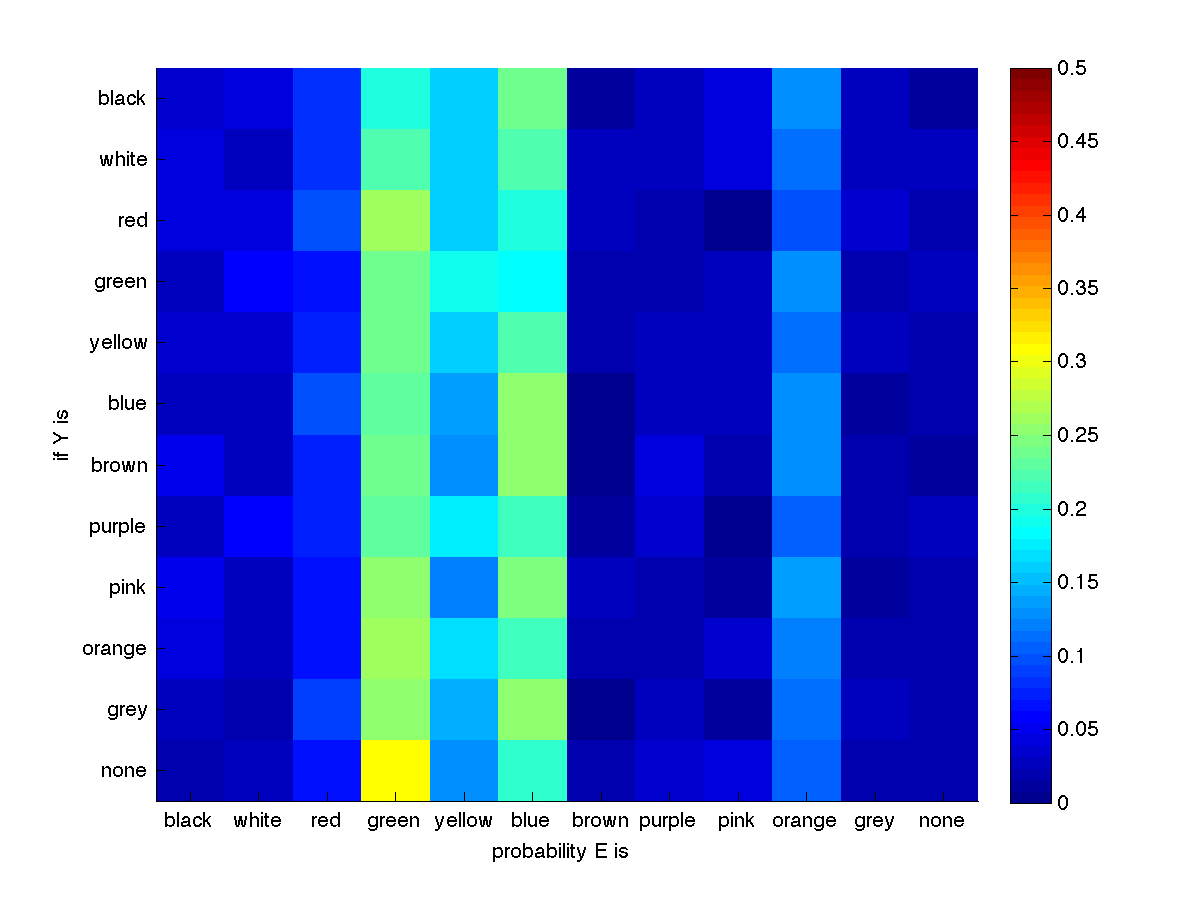 black
white
red
green
yellow
blue
brown
purple
pink
orange
grey
none
if Y is
black white red green yellow blue brown purple pink orange grey none
probability E is
0.5
0.45
0.4
0.35
0.3
0.25
0.2
0.15
0.1
0.05
0